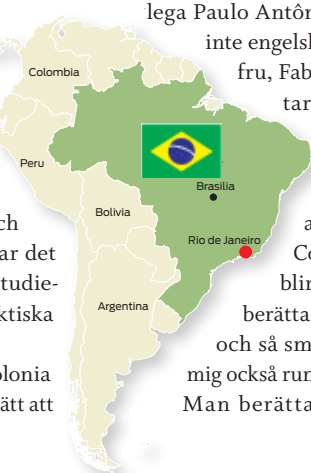 lega Paulo Antôn
inte engelsk
fru, Fab
tar
Colombia
Peru
Brasilia
Bolivia
Rio de Janeiro
Argentina
ch
ar det
tudie-
ktiska
olonia
ätt att
a
Co
blir
berätta
och så sm
mig också run
Man berätta